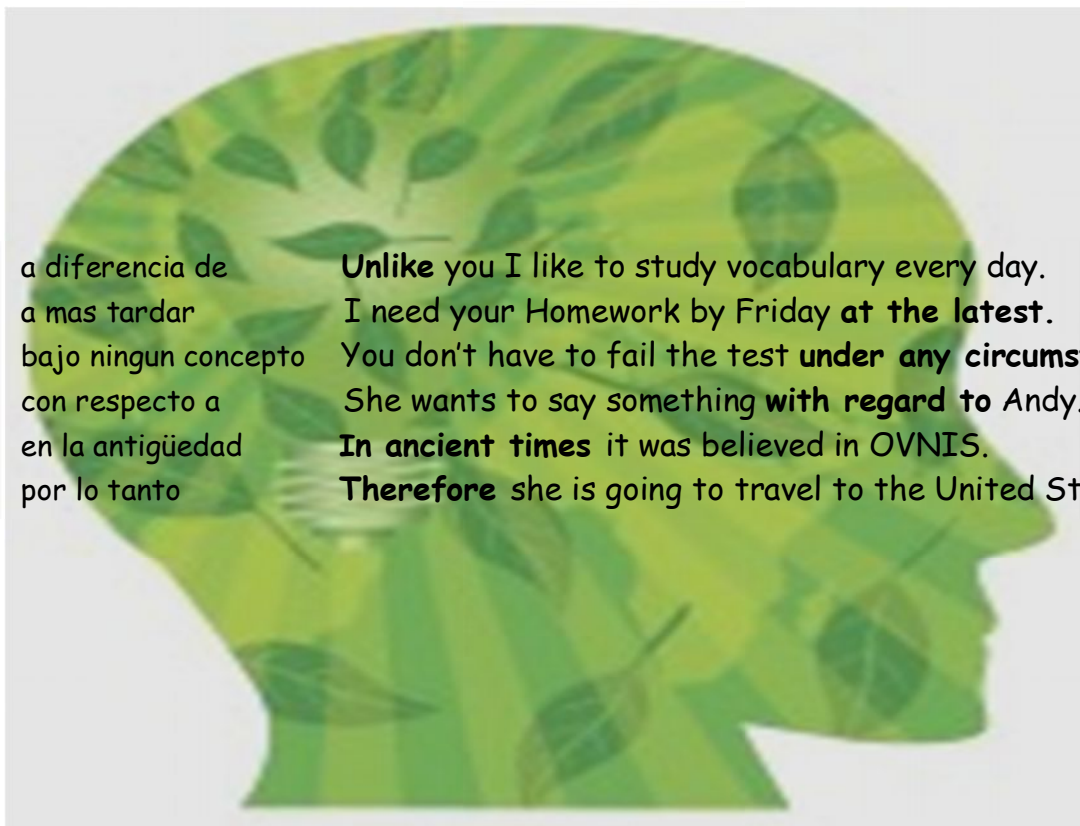 a diferencia de Unlike you I like to study vocabulary every day.
a mas tardar I need your Homework by Friday at the latest.
bajo ningun concepto You don't have to fail the test under any
con respecto a She wants to say something with regard to Andy.
en la antigüedad In ancient times it was believed in OVNIS.
por lo tanto Therefore she is going to travel to the United